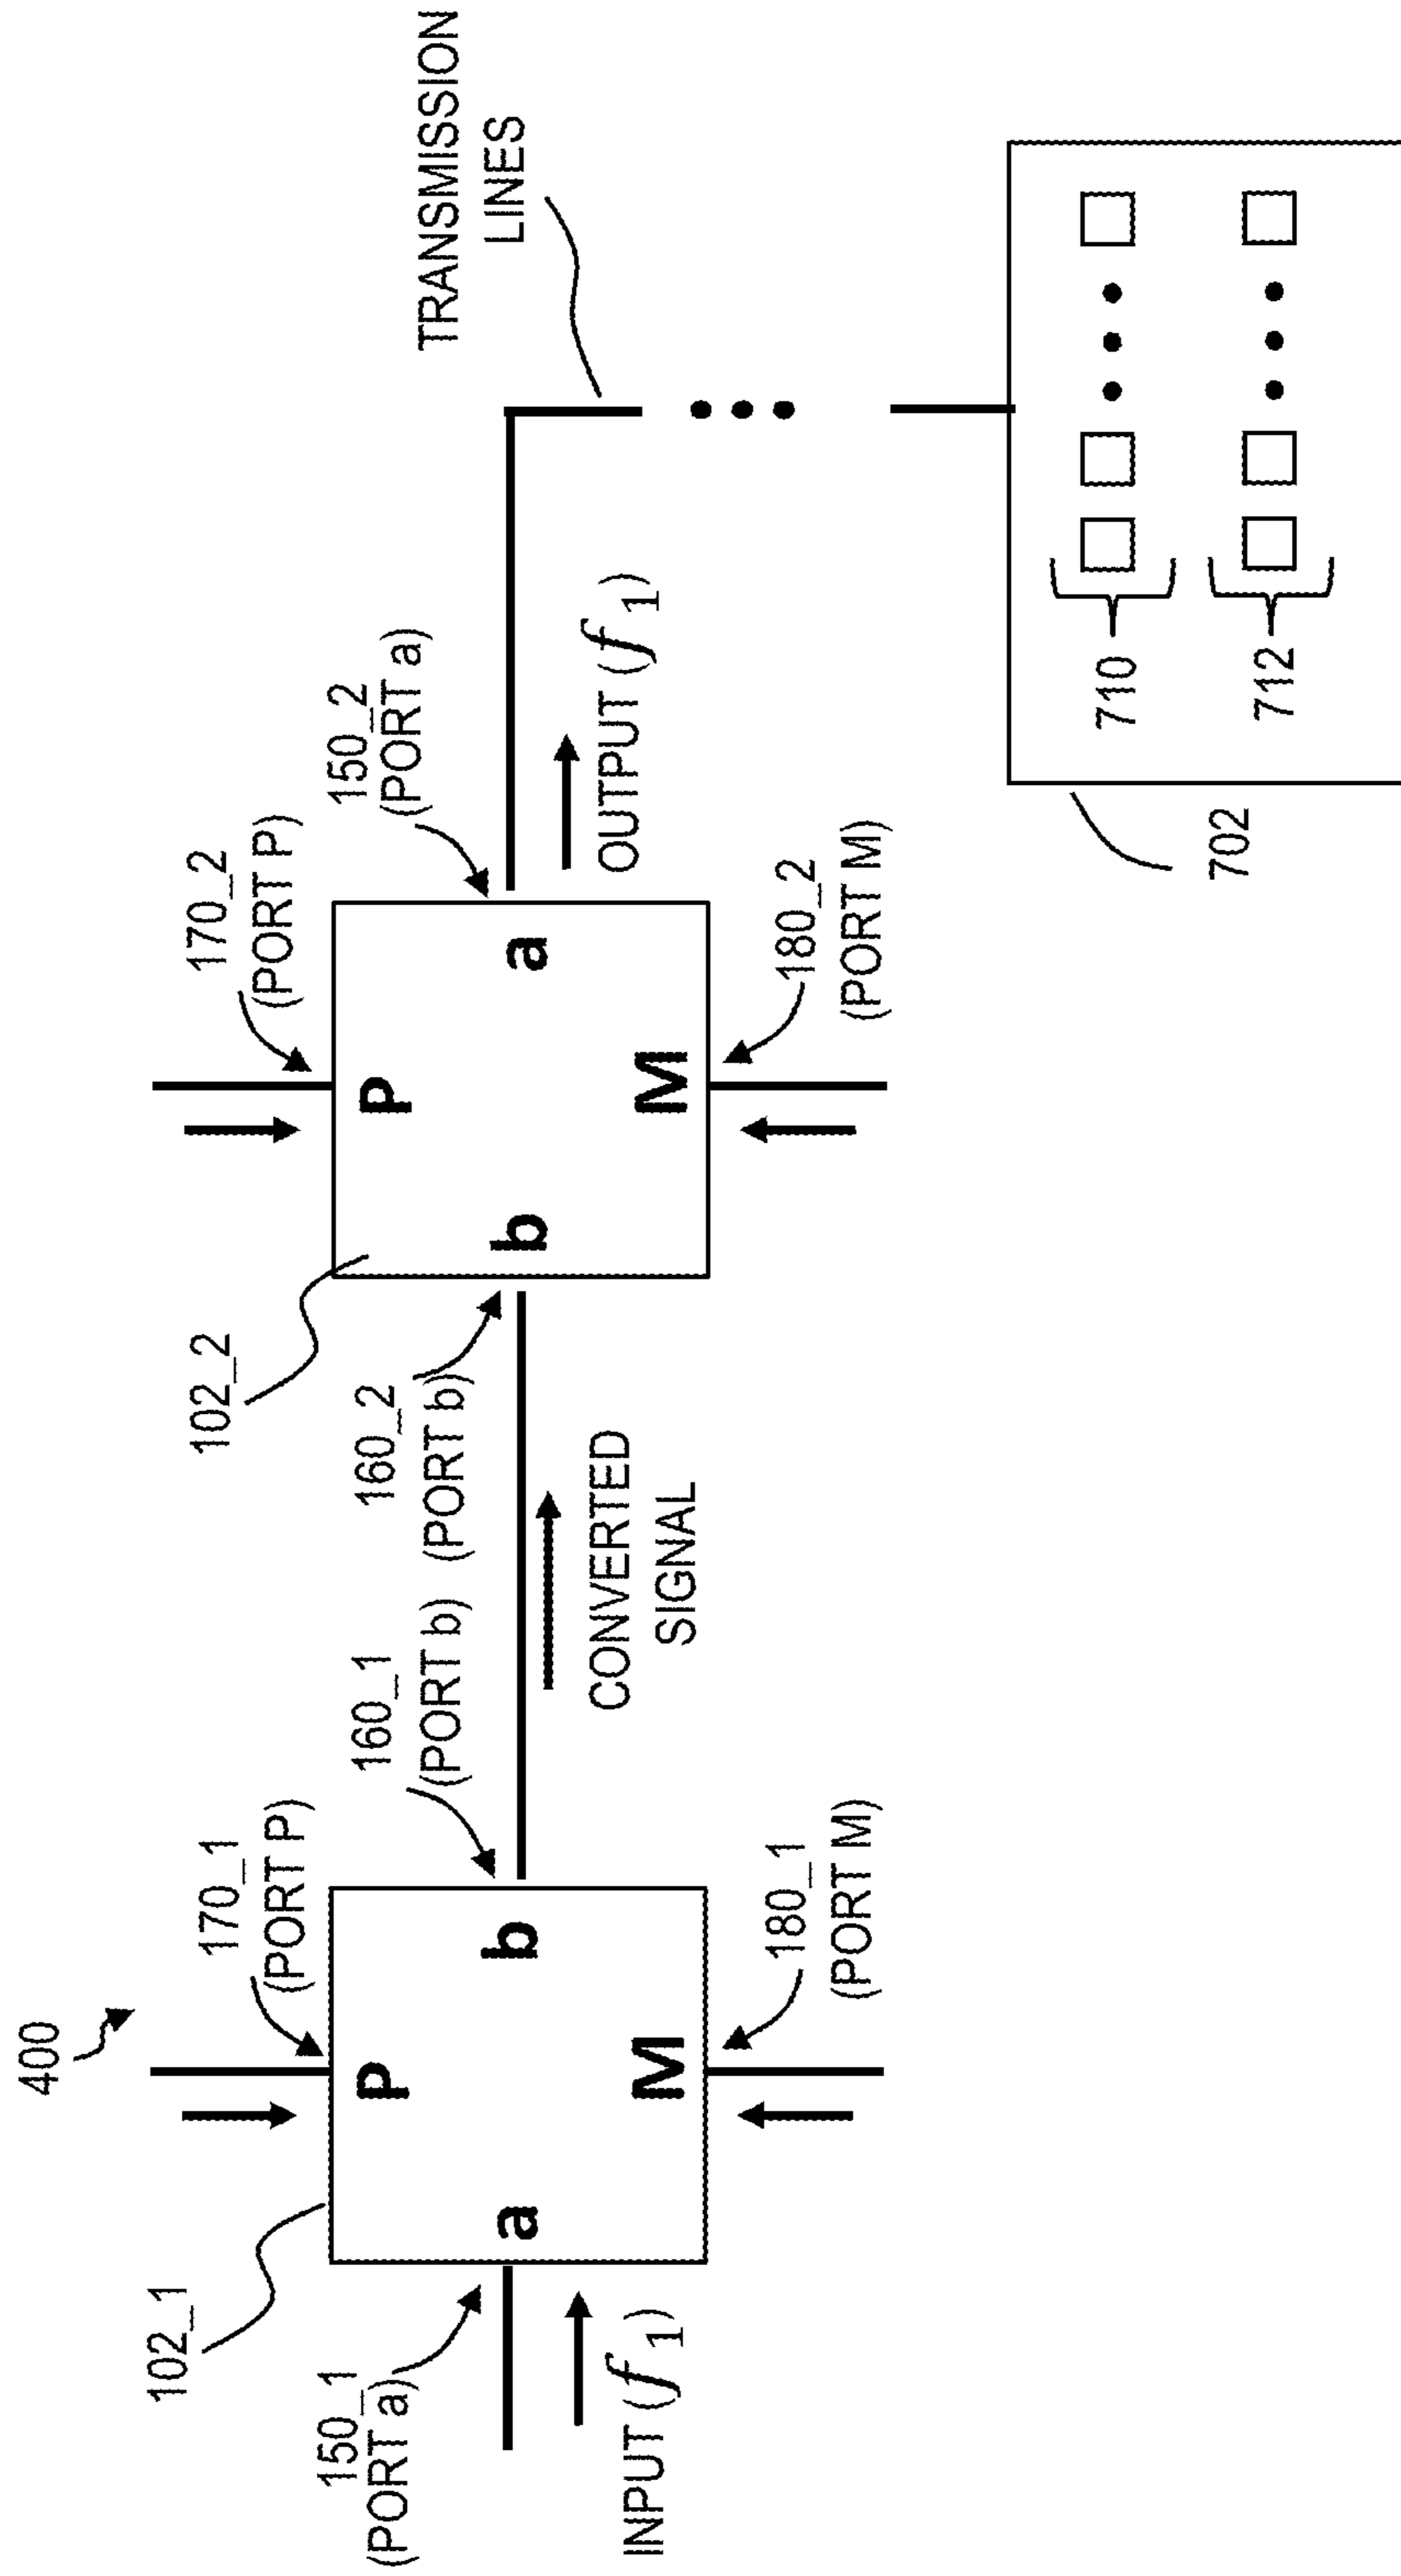 400
102_1
170_1
(PORT P)
150_1
(PORT a)
INPUT (f1)
P
a
b
M
180_1
(PORT M)
160_1
(PORT b)
CONVERTED
SIGNAL
160_2
(PORT b)
102_2
170_2
(PORT P)
P
b
a
M
180_2
(PORT M)
150_2
(PORT a)
OUTPUT (f1)
TRANSMISSION
LINES
702
710
712